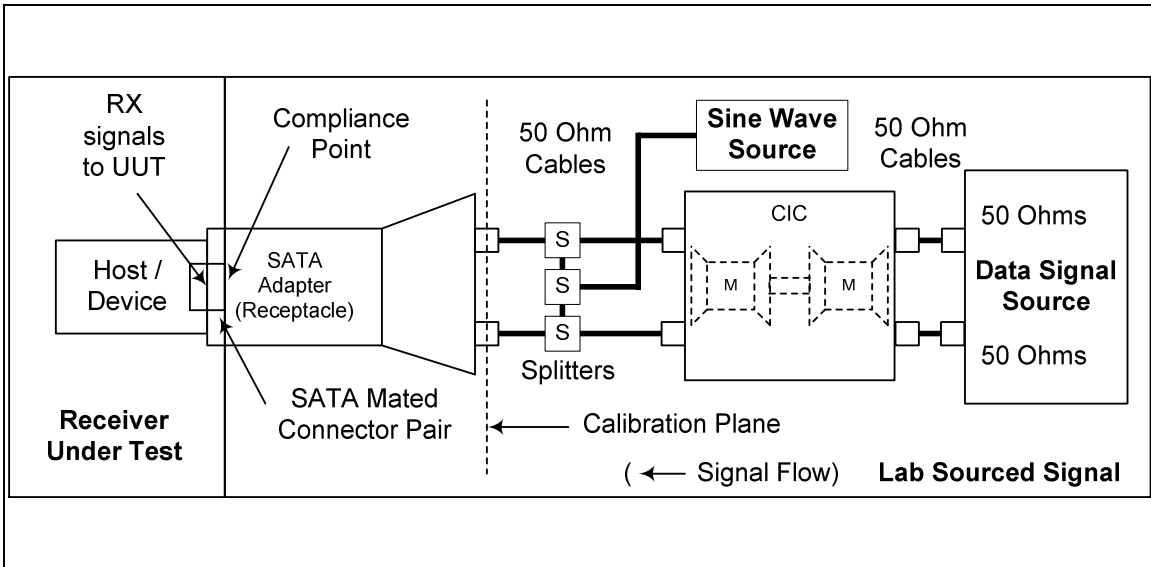 RX
signals
to UUT
Compliance
Point
50 Ohm
Cables
Sine Wave
Source
50 Ohm
Cables
Host /
Device
SATA
Adapter
(Receptacle)
S
S
S
Splitters
CIC
M
M
50 Ohms
Data Signal
Source
50 Ohms
SATA Mated
Connector Pair
Calibration Plane
Receiver
Under Test
( Signal Flow)
Lab Sourced Signal